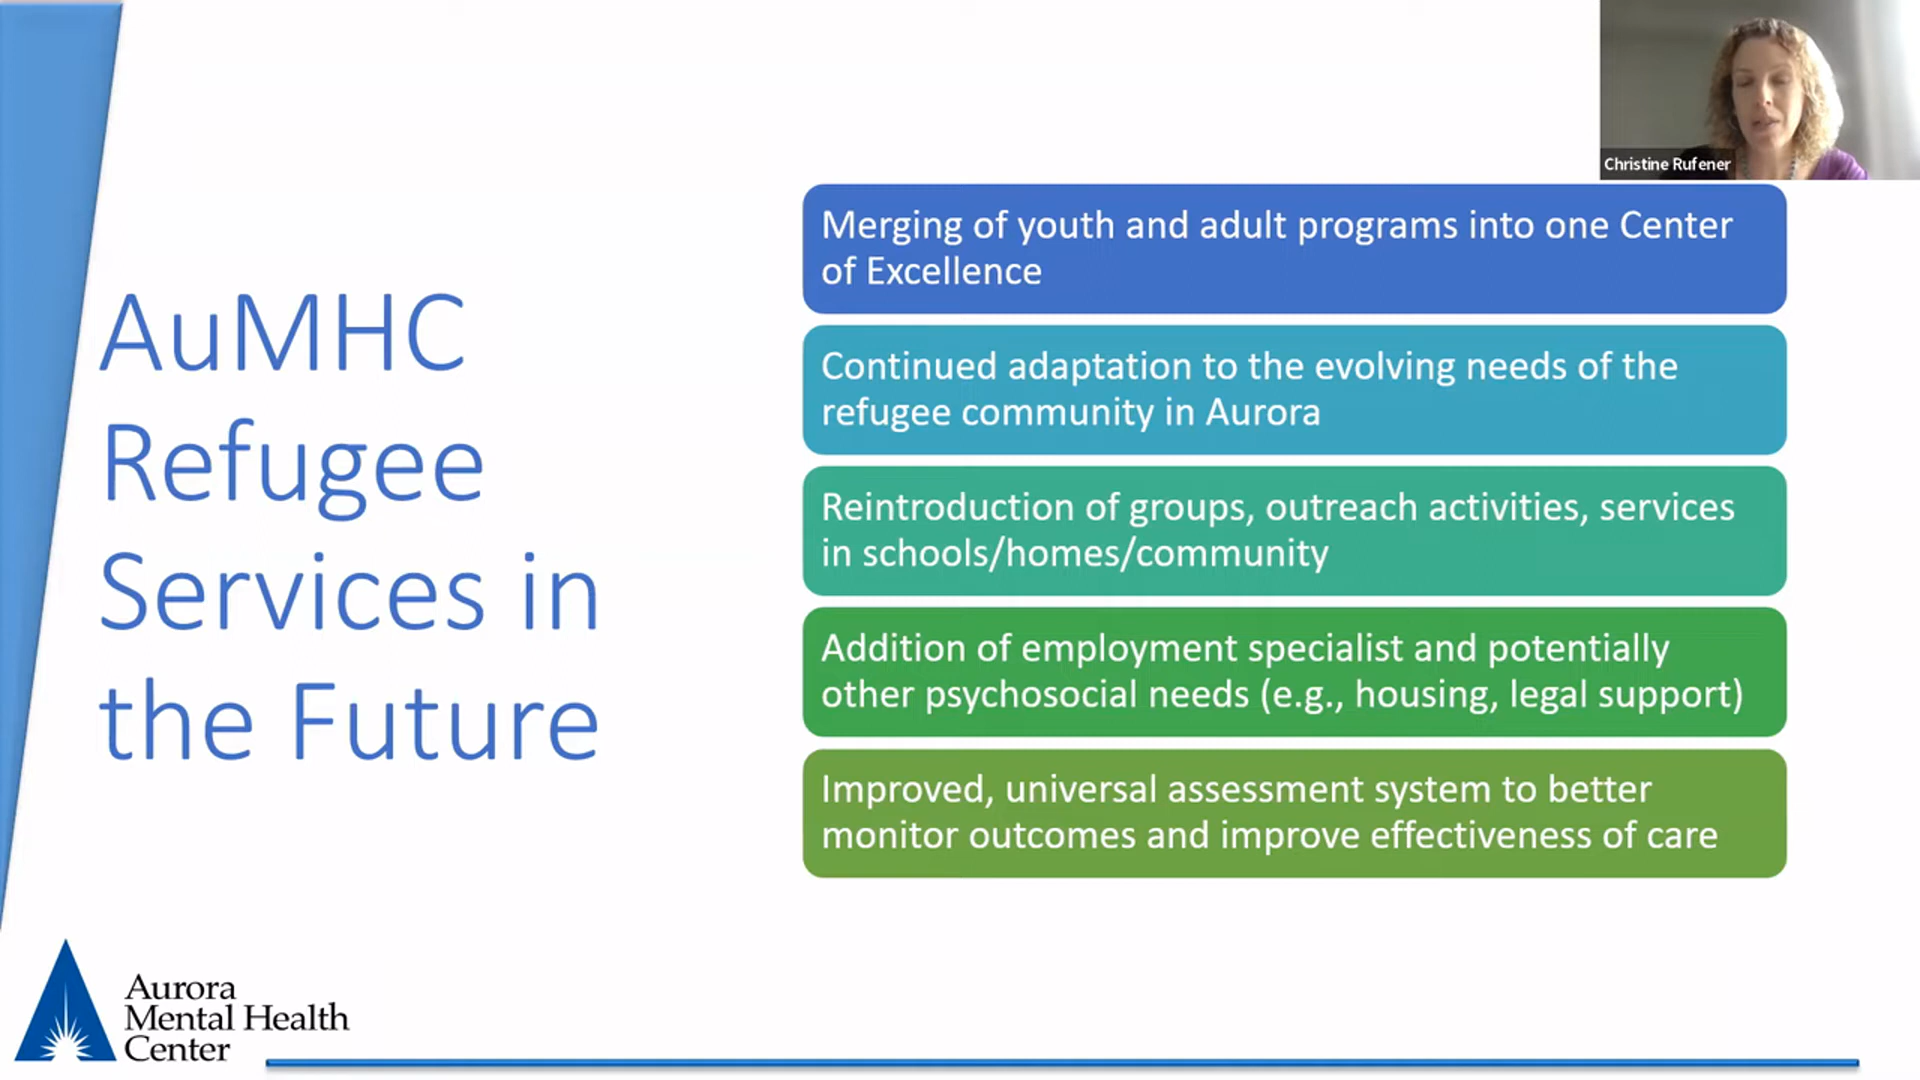 Christine Rufener
AuMHC
Refugee
Services in
the Future
Merging of youth and adult programs into one Center
of Excellence
Continued adaptation to the evolving needs of the
refugee community in Aurora
Reintroduction of groups, outreach activities, services
in schools/homes/community
Addition of employment specialist and potentially
other psychosocial needs (e.g., housing, legal support)
Improved, universal assessment system to better
monitor outcomes and improve effectiveness of care
Aurora
Mental Health
Center